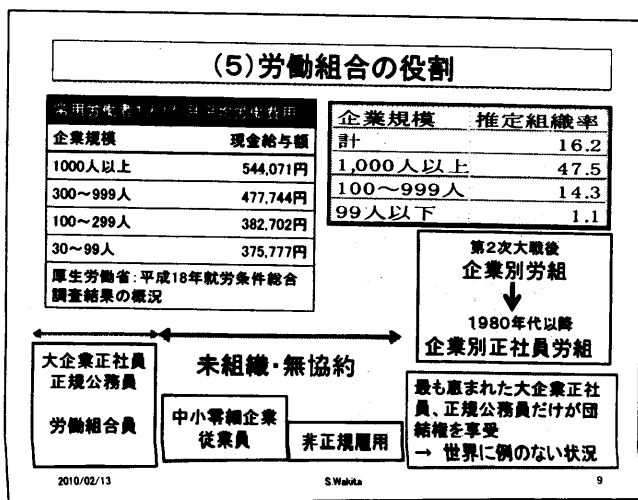 (5)労働組合の役割
企業規模 現金給与額
1000人以上 544,071円
300～999人 477,744円
100～299人 382,702円
30～99人 375,777円
厚生労働省：平成18年就労条件総合
調査結果の概況
企業規模 推定組織率
計 16.2
1,000人以上 47.5
100～999人 14.3
99人以下 1.1
第2次大戦後
企業別労組
1980年代以降
企業別正社員労組
大企業正社員
正規公務員
労働組合員
未組織・無協約
中小零細企業
従業員
非正規雇用
最も恵まれた大企業正社
員、正規公務員だけが団
結権を享受
→ 世界に例のない状況
2010/02/13 S.Wakita 9